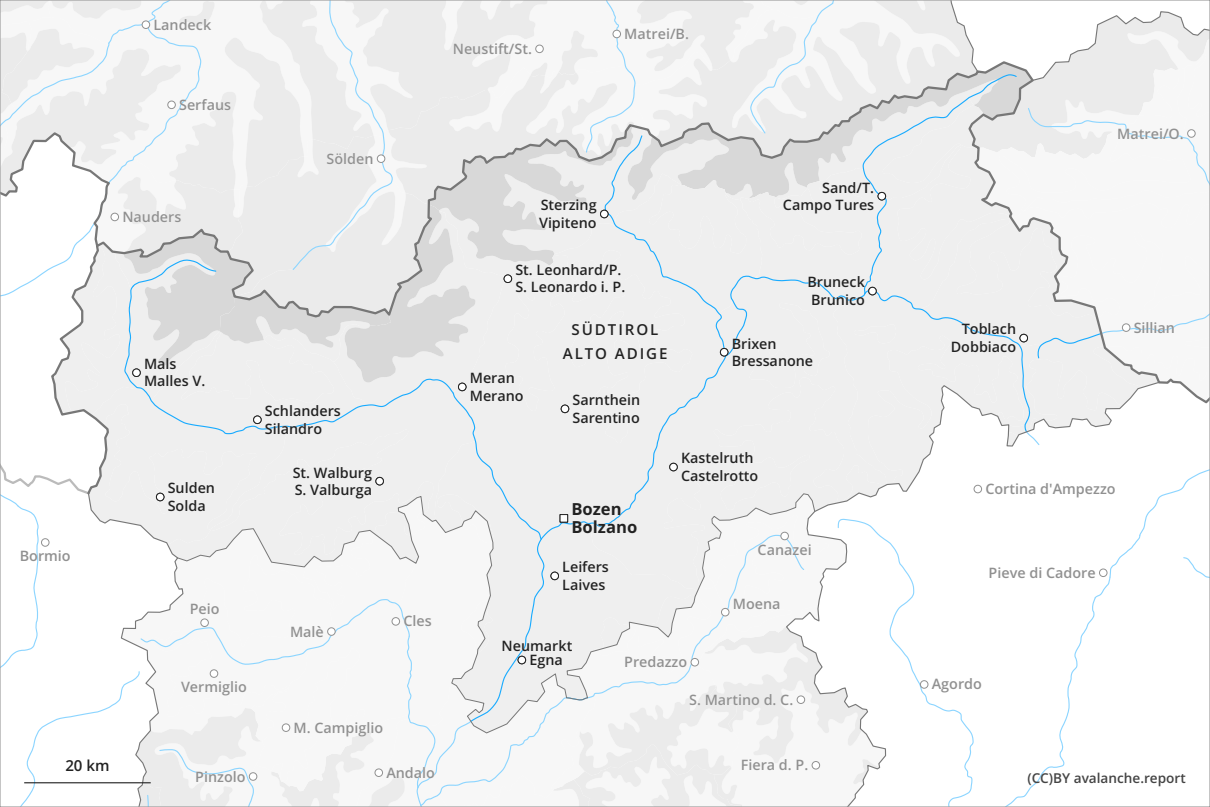 Landeck
Neustift/St.
Matrei/B.
Serfaus
Matrei/O.
Sölden
Nauders
Sand/T.
Campo Tures
Sterzing
Vipiteno
St. Leonhard/P.
S. Leonardo i. P.
Bruneck
Brunico
SÜDTIROL
ALTO ADIGE
Toblach
Dobbiaco
Sillian
Brixen
Bressanone
Mals
Malles V.
Meran
Merano
Schlanders
Silandro
Sarnthein
Sarentino
Kastelruth
Castelrotto
St. Walburg
S. Valburga
Sulden
Solda
Cortina d'Ampezzo
Bozen
Bolzano
Bormio
Canazei
Leifers
Laives
Pieve di Cadore
Peio
Malè
Cles
Moena
Neumarkt
Egna
Predazzo
Vermiglio
Agordo
S. Martino d. C.
M. Campiglio
Fiera d. P.
20 km
Pinzolo
Andalo
(CC)BY avalanche.report